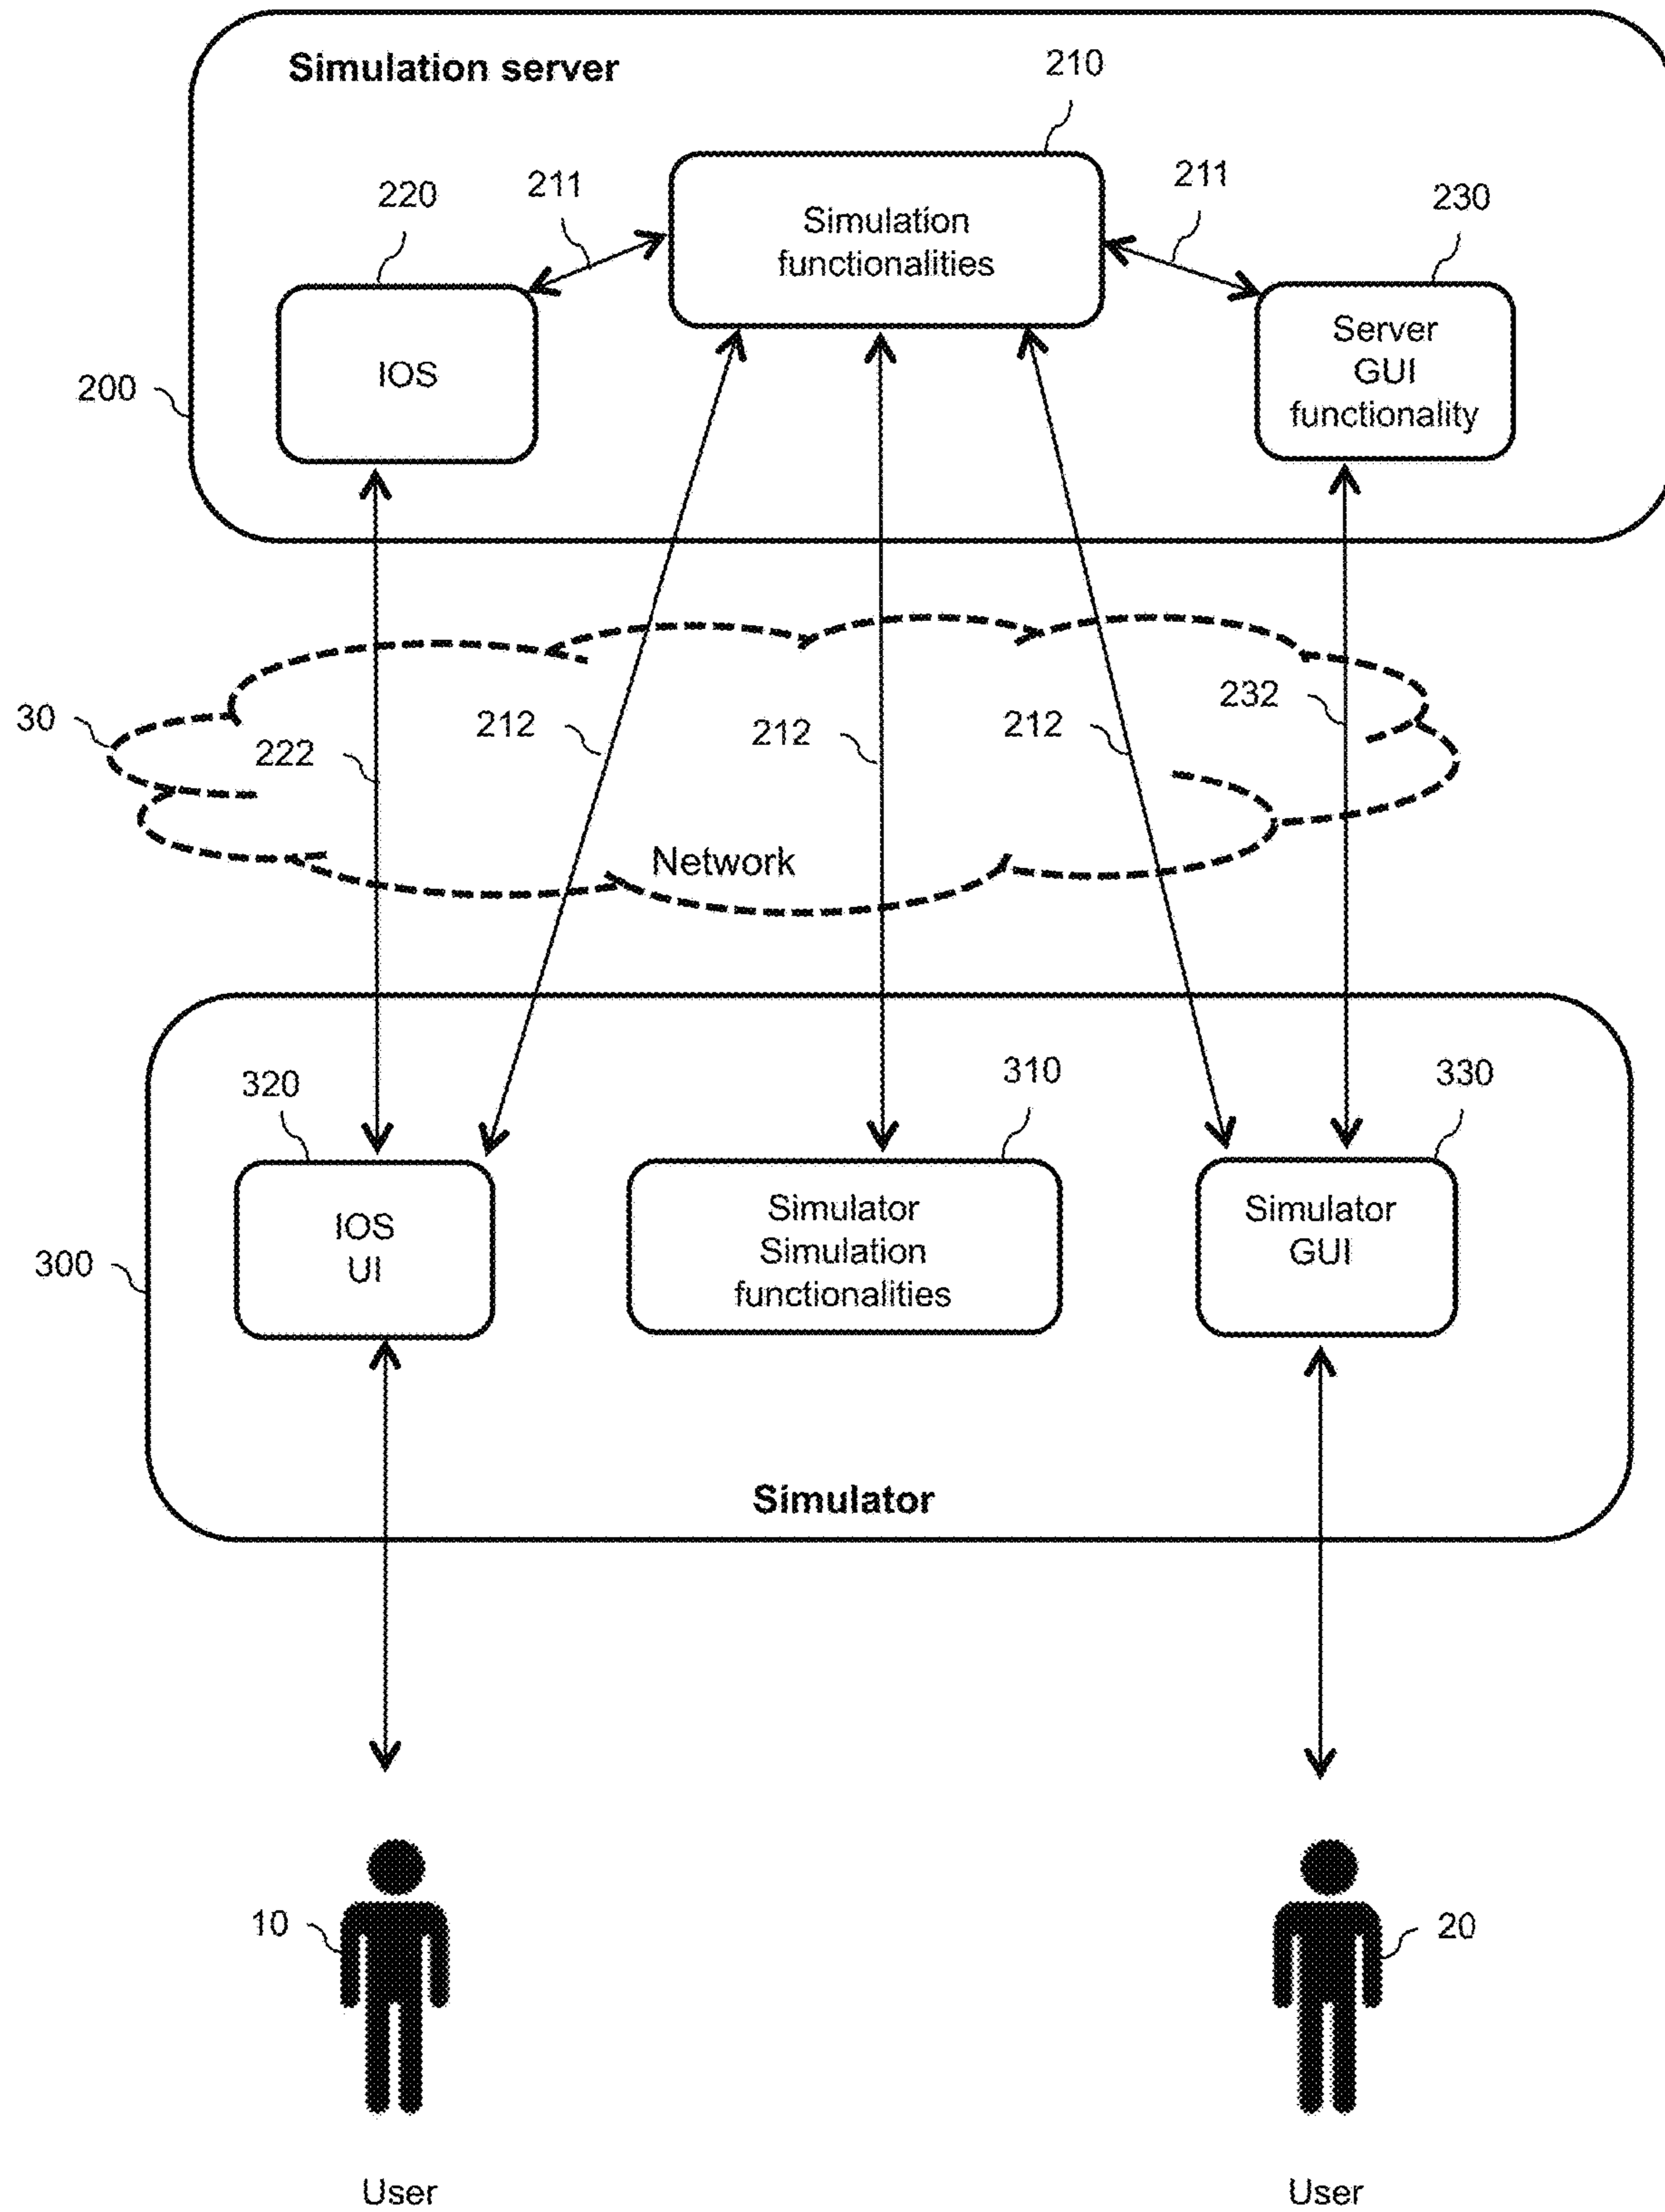 Simulation server
210
220
211
211
230
Simulation
functionalities
IOS
Server
GUI
functionality
200
30
222
212
212
212
232
Network
320
310
330
IOS
UI
Simulator
Simulation
functionalities
Simulator
GUI
300
Simulator
10
20
User
User